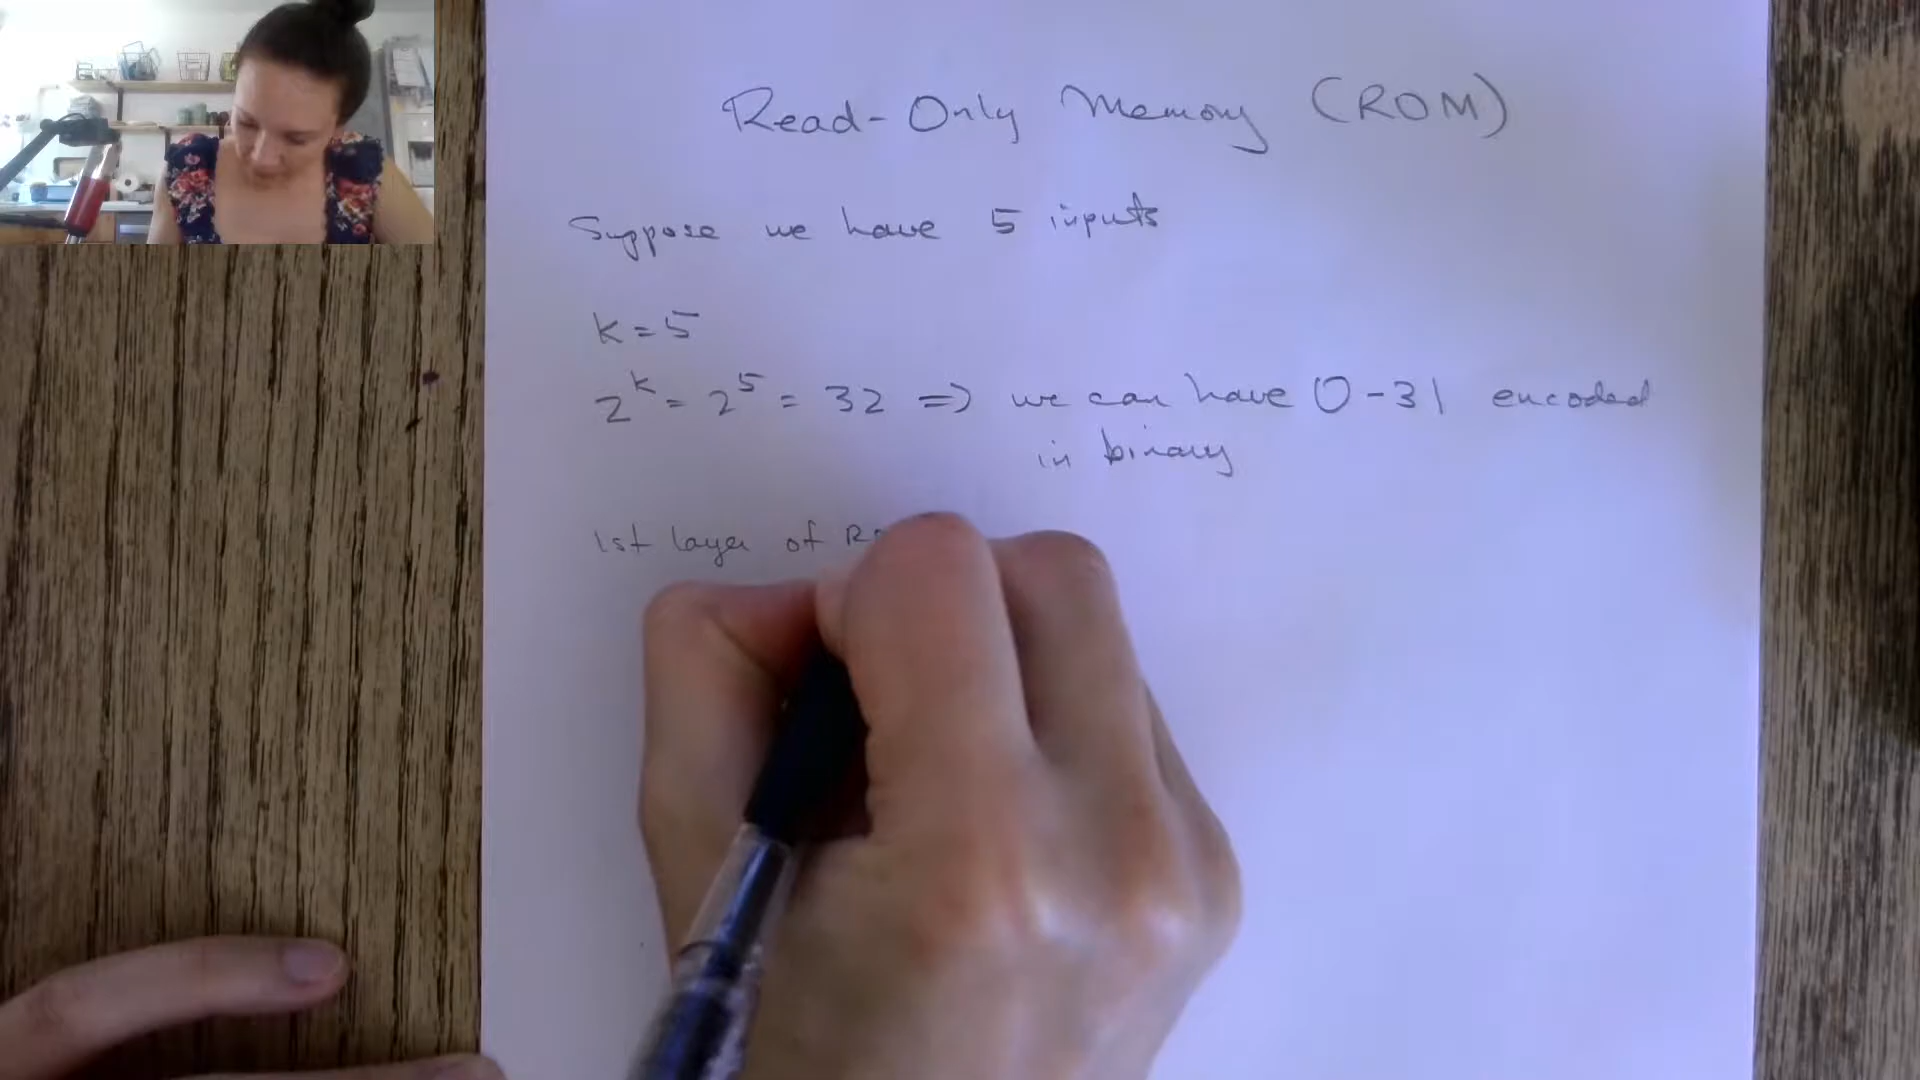 Read-Only Memory (ROM)
Suppose we have 5 inputs
k = 5
2^k = 2^5 = 32 => we can have 0-31 encoded
in binary
1st layer of